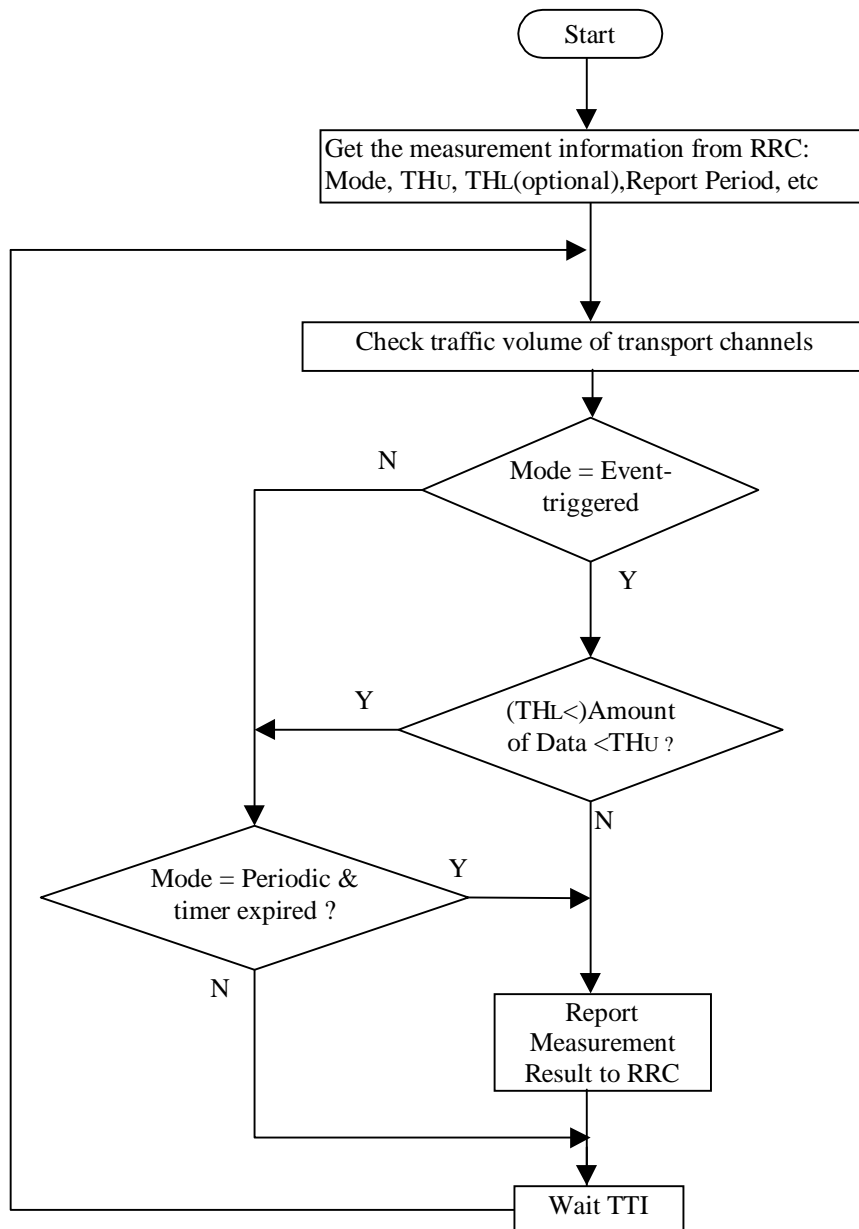 Start
Get the measurement information from RRC:
Mode, THU, THL(optional),Report Period, etc
Check traffic volume of transport channels
N
Mode = Event-
triggered
Y
Y
(THL<)Amount
of Data <THU ?
N
Mode = Periodic &
timer expired ?
Y
N
Report
Measurement
Result to RRC
Wait TTI